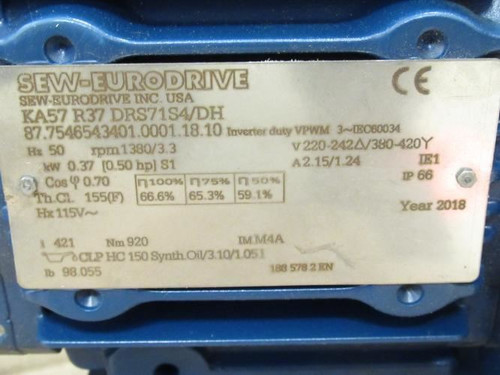 SEW-EURODRIVE CE
SEW-EURODRIVE INC. USA
KA57 R37 DRS71S4/DH
87.7546543401.0001.18.10 Inverter duty VPWM 3~IEC60034
Hz 50 rpm 1380/3.3 V 220-242Δ/380-420Y
kW 0.37 [0.50 hp] S1 A 2.15/1.24 IE1
Cos φ 0.70 η100% η75% η50% IP 66
Th.Cl. 155(F) 66.6% 65.3% 59.1%
Hx 115V~ Year 2018
i 421 Nm 920 IM M4A
CLP HC 150 Synth.Oil/3.10/1.051
lb 98.055 188 578 2 EN